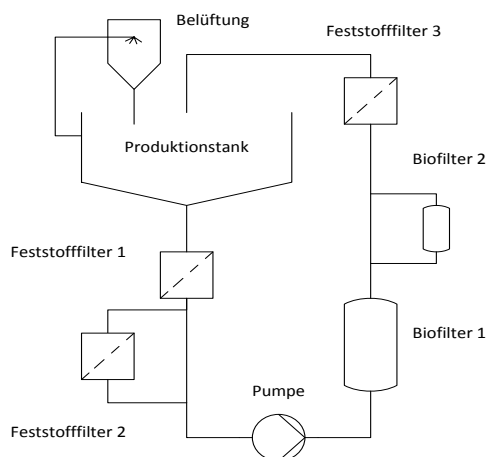 Belüftung
Feststofffilter 3
Produktionstank
Biofilter 2
Feststofffilter 1
Biofilter 1
Pumpe
Feststofffilter 2